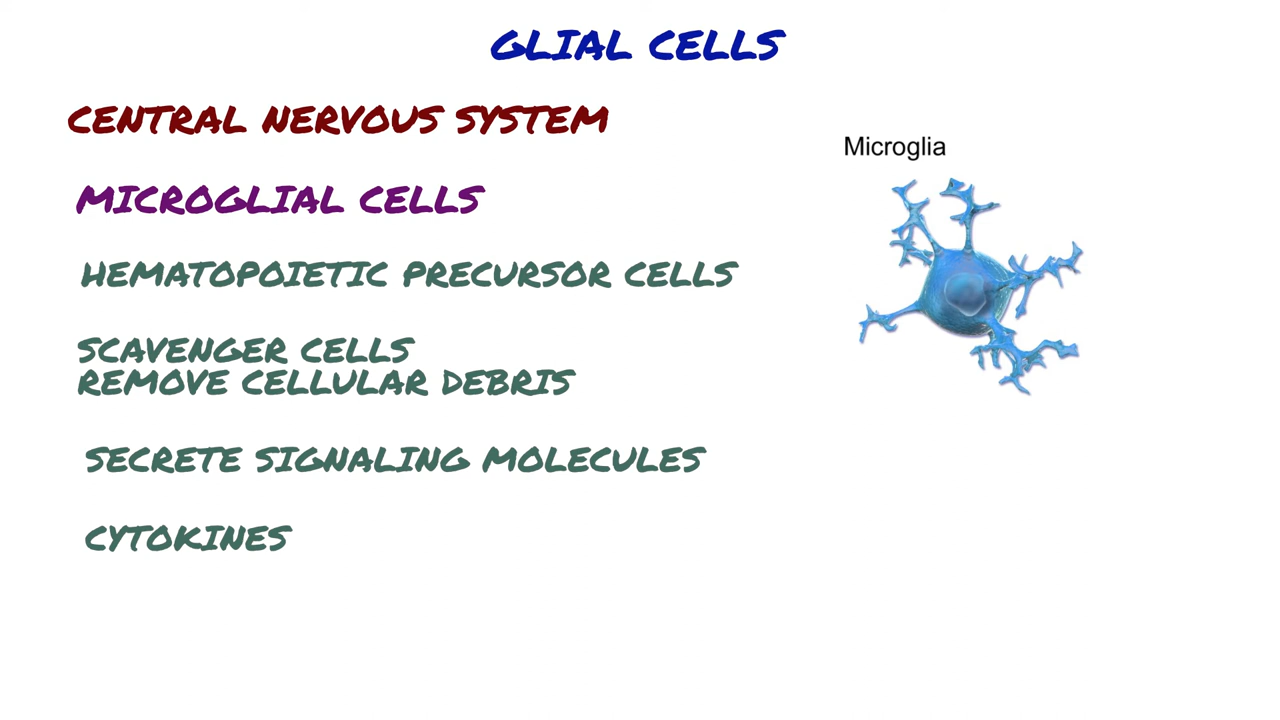 GLIAL CELLS
CENTRAL NERVOUS SYSTEM
Microglia
MICROGLIAL CELLS
HEMATOPOIETIC PRECURSOR CELLS
SCAVENGER CELLS
REMOVE CELLULAR DEBRIS
SECRETE SIGNALING MOLECULES
CYTOKINES